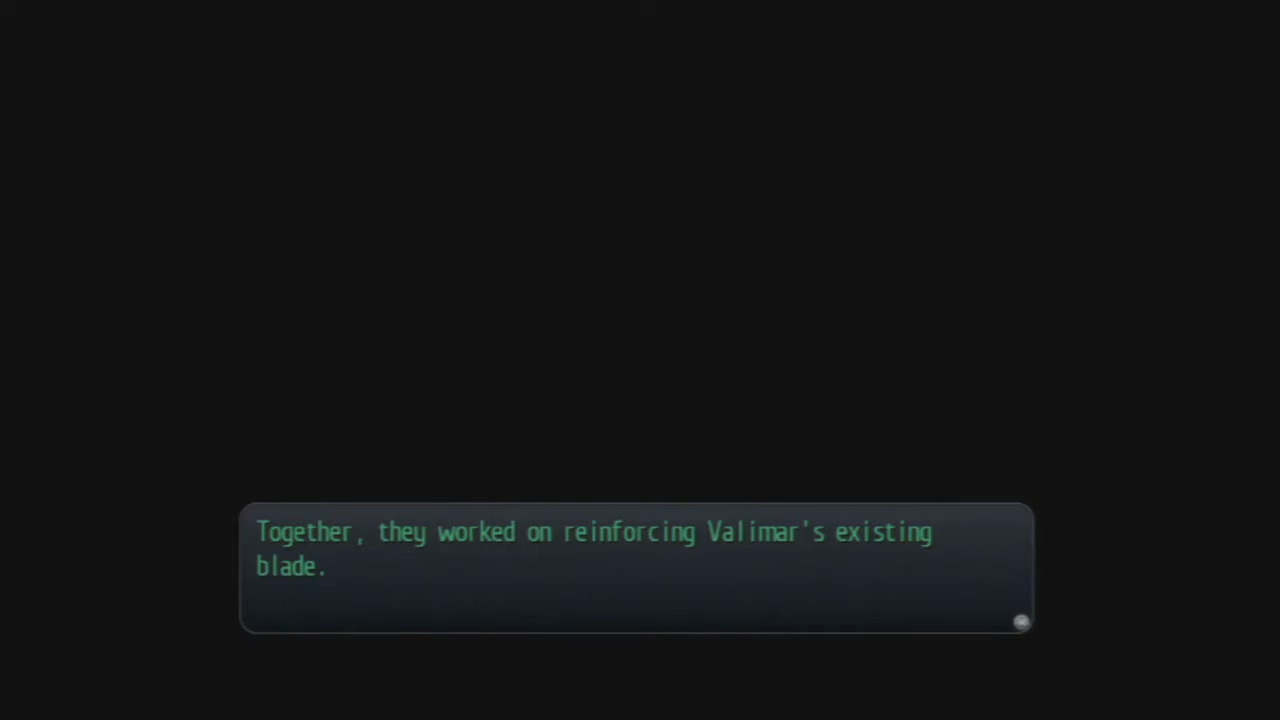 Together, they worked on reinforcing Valimar's existing
blade.